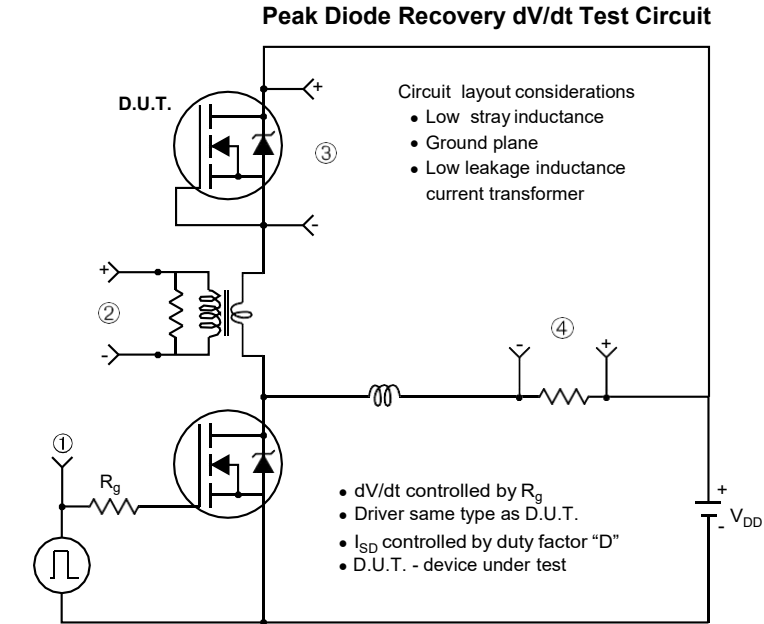 Peak Diode Recovery dV/dt Test Circuit
D.U.T.
+
Circuit layout considerations
• Low stray inductance
• Ground plane
• Low leakage inductance
current transformer
③
-
+
②
-
④
-
+
①
Rg
• dV/dt controlled by Rg
• Driver same type as D.U.T.
• ISD controlled by duty factor “D”
• D.U.T. - device under test
+
VDD
-